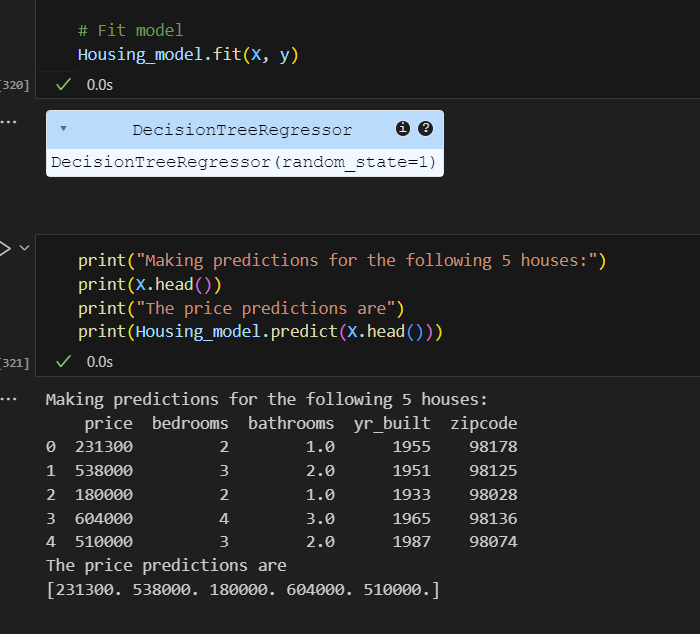 # Fit model
Housing_model.fit(X, y)
[320]
0.0s
DecisionTreeRegressor
DecisionTreeRegressor(random_state=1)
print("Making predictions for the following 5 houses:")
print(X.head())
print("The price predictions are")
print(Housing_model.predict(X.head()))
[321]
0.0s
Making predictions for the following 5 houses:
price bedrooms bathrooms yr_built zipcode
0 231300 2 1.0 1955 98178
1 538000 3 2.0 1951 98125
2 180000 2 1.0 1933 98028
3 604000 4 3.0 1965 98136
4 510000 3 2.0 1987 98074
The price predictions are
[231300. 538000. 180000. 604000. 510000.]